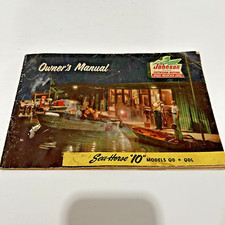 Owner's Manual
Johnson
Sea-Horse "10" MODELS QD • QDL